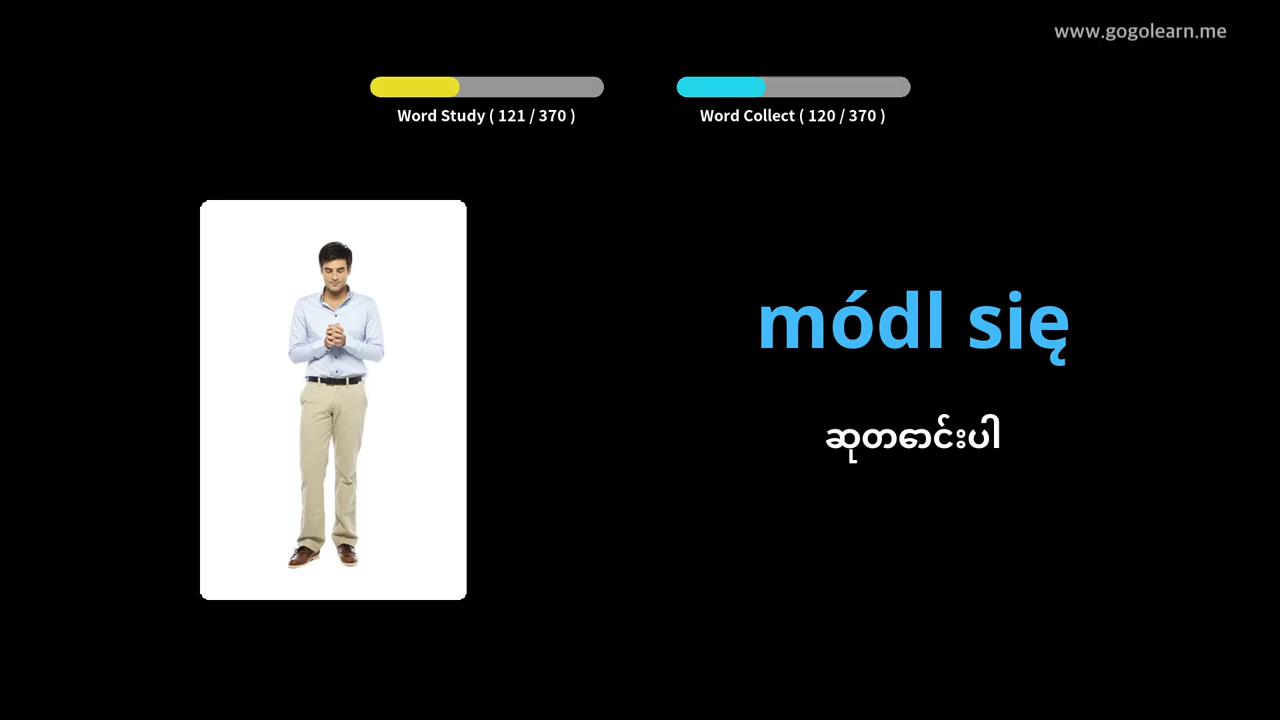 www.gogolearn.me
Word Study ( 121 / 370 )
Word Collect ( 120 / 370 )
módl się
ဆုတောင်းပါ